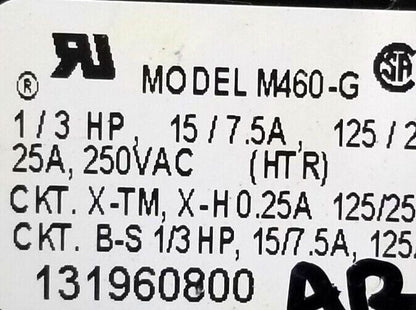 MODEL M460-G
® 1/3 HP, 15/7.5A, 125/2
25A, 250VAC (HTR)
CKT. X-TM, X-H 0.25A 125/25
CKT. B-S 1/3 HP, 15/7.5A, 125
131960800